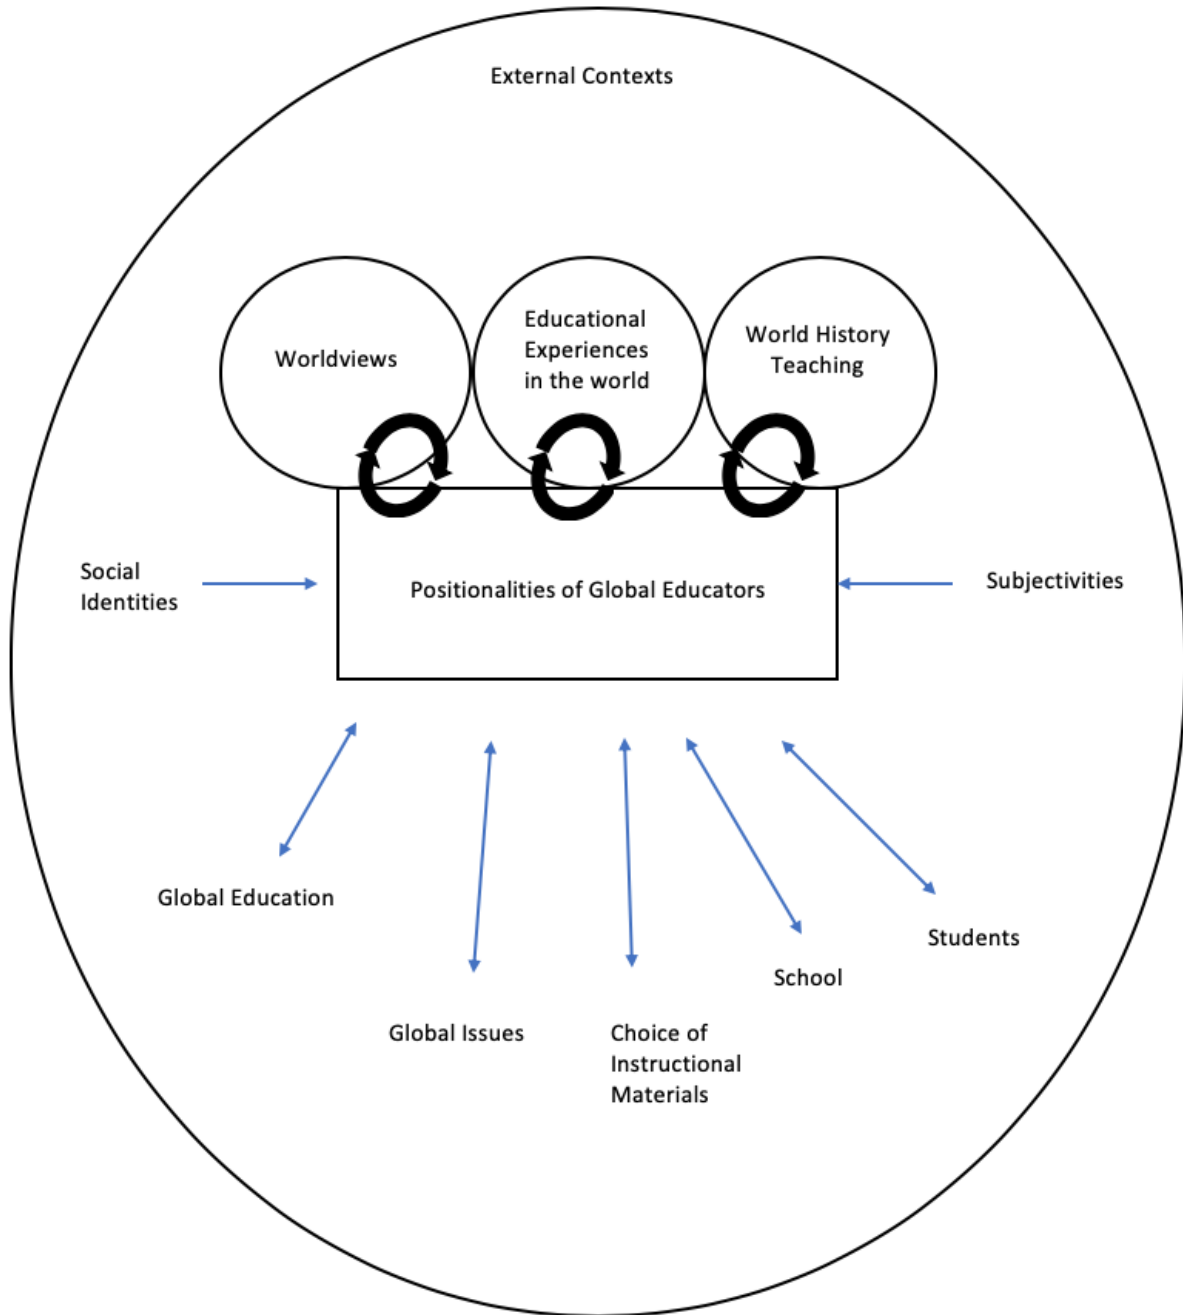 External Contexts
Worldviews
Educational
Experiences
in the world
World History
Teaching
Social
Identities
Positionalities of Global Educators
Subjectivities
Global Education
Global Issues
Choice of
Instructional
Materials
School
Students